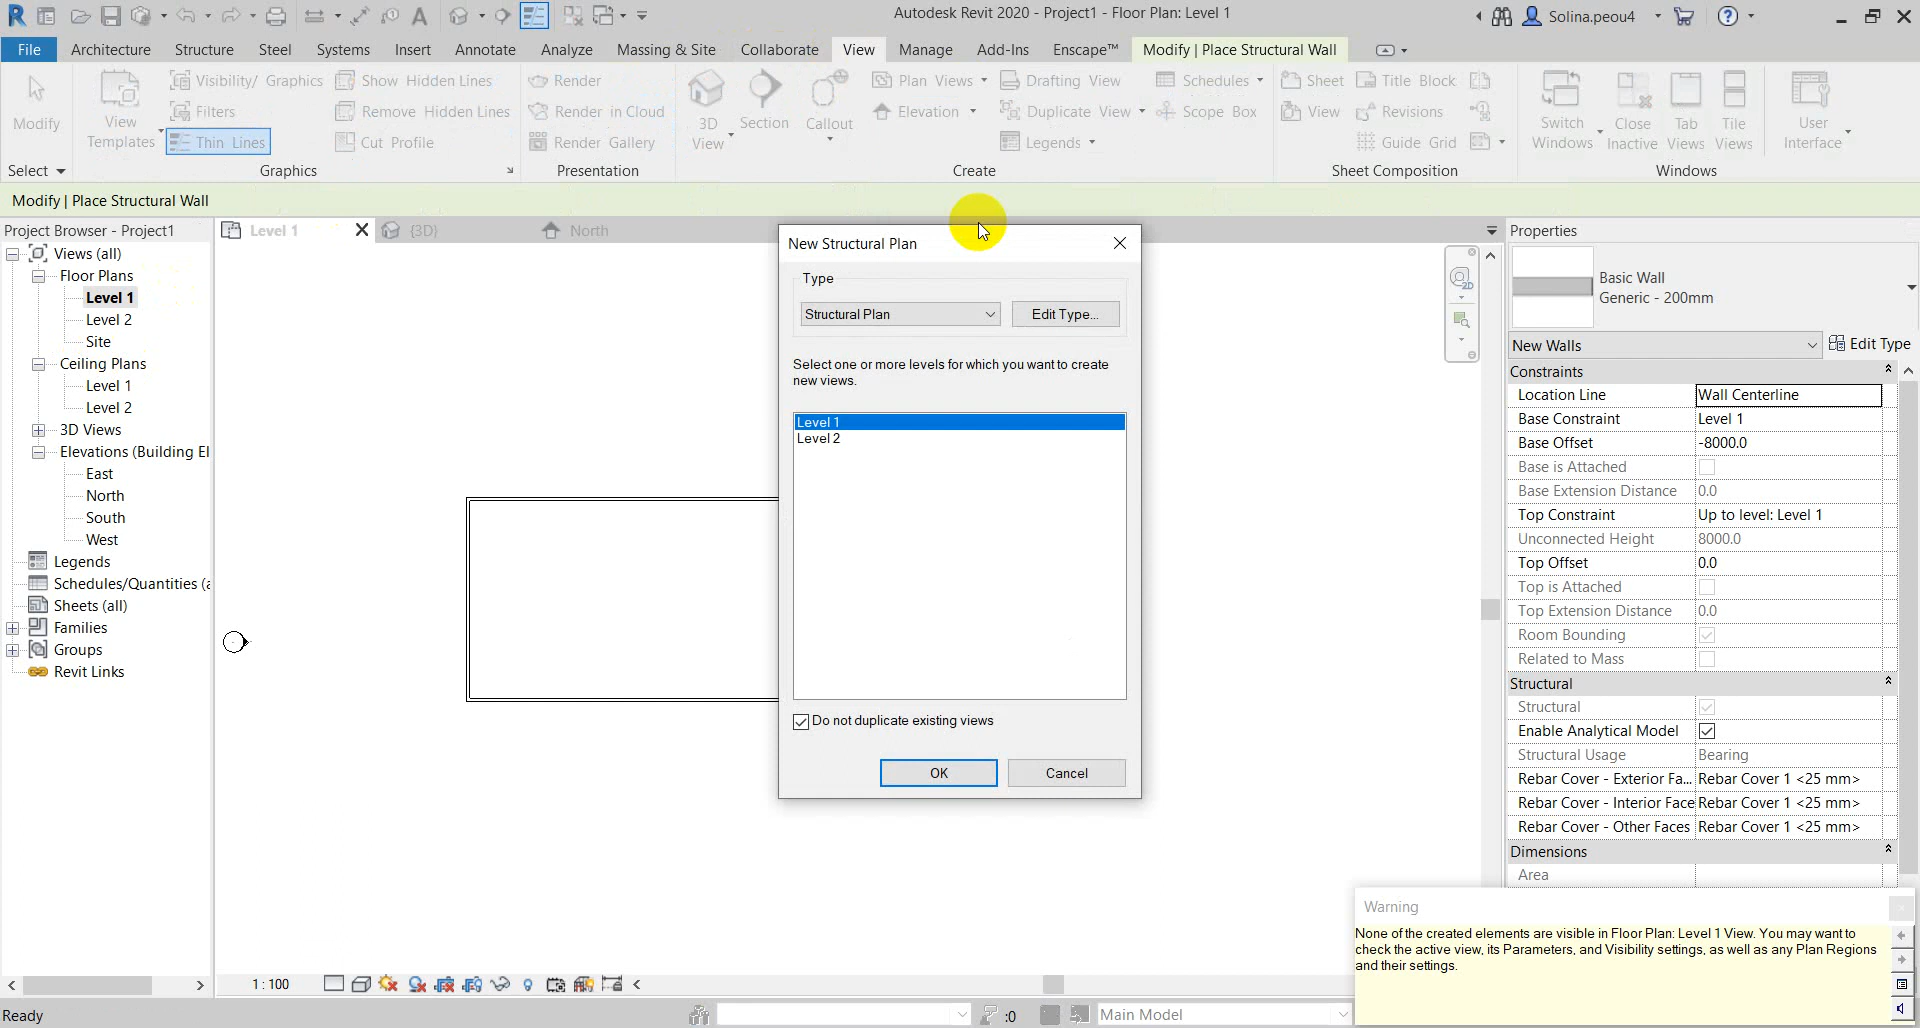 Autodesk Revit 2020 - Project1 - Floor Plan: Level 1
Solina.peou4
File Architecture Structure Steel Systems Insert Annotate Analyze Massing & Site Collaborate View Manage Add-Ins Enscape™ Modify | Place Structural Wall
Modify
View Templates
Visibility/ Graphics
Filters
Thin Lines
Show Hidden Lines
Remove Hidden Lines
Cut Profile
Render
Render in Cloud
Render Gallery
3D View
Section
Callout
Plan Views
Elevation
Drafting View
Duplicate View
Legends
Schedules
Scope Box
Sheet
View
Title Block
Revisions
Guide Grid
Switch Windows
Close Inactive
Tab Views
Tile Views
User Interface
Select Graphics Presentation Create Sheet Composition Windows
Modify | Place Structural Wall
Project Browser - Project1
Views (all)
Floor Plans
Level 1
Level 2
Site
Ceiling Plans
Level 1
Level 2
3D Views
Elevations (Building El
East
North
South
West
Legends
Schedules/Quantities (a
Sheets (all)
Families
Groups
Revit Links
Level 1
{3D}
North
2D
New Structural Plan
Type
Structural Plan
Edit Type...
Select one or more levels for which you want to create
new views.
Level 1
Level 2
Do not duplicate existing views
OK
Cancel
Properties
Basic Wall
Generic - 200mm
New Walls
Edit Type
Constraints
Location Line Wall Centerline
Base Constraint Level 1
Base Offset -8000.0
Base is Attached
Base Extension Distance 0.0
Top Constraint Up to level: Level 1
Unconnected Height 8000.0
Top Offset 0.0
Top is Attached
Top Extension Distance 0.0
Room Bounding
Related to Mass
Structural
Structural
Enable Analytical Model
Structural Usage Bearing
Rebar Cover - Exterior Fa... Rebar Cover 1 <25 mm>
Rebar Cover - Interior Face Rebar Cover 1 <25 mm>
Rebar Cover - Other Faces Rebar Cover 1 <25 mm>
Dimensions
Area
Warning
None of the created elements are visible in Floor Plan: Level 1 View. You may want to
check the active view, its Parameters, and Visibility settings, as well as any Plan Regions
and their settings.
1 : 100
Ready
:0
Main Model